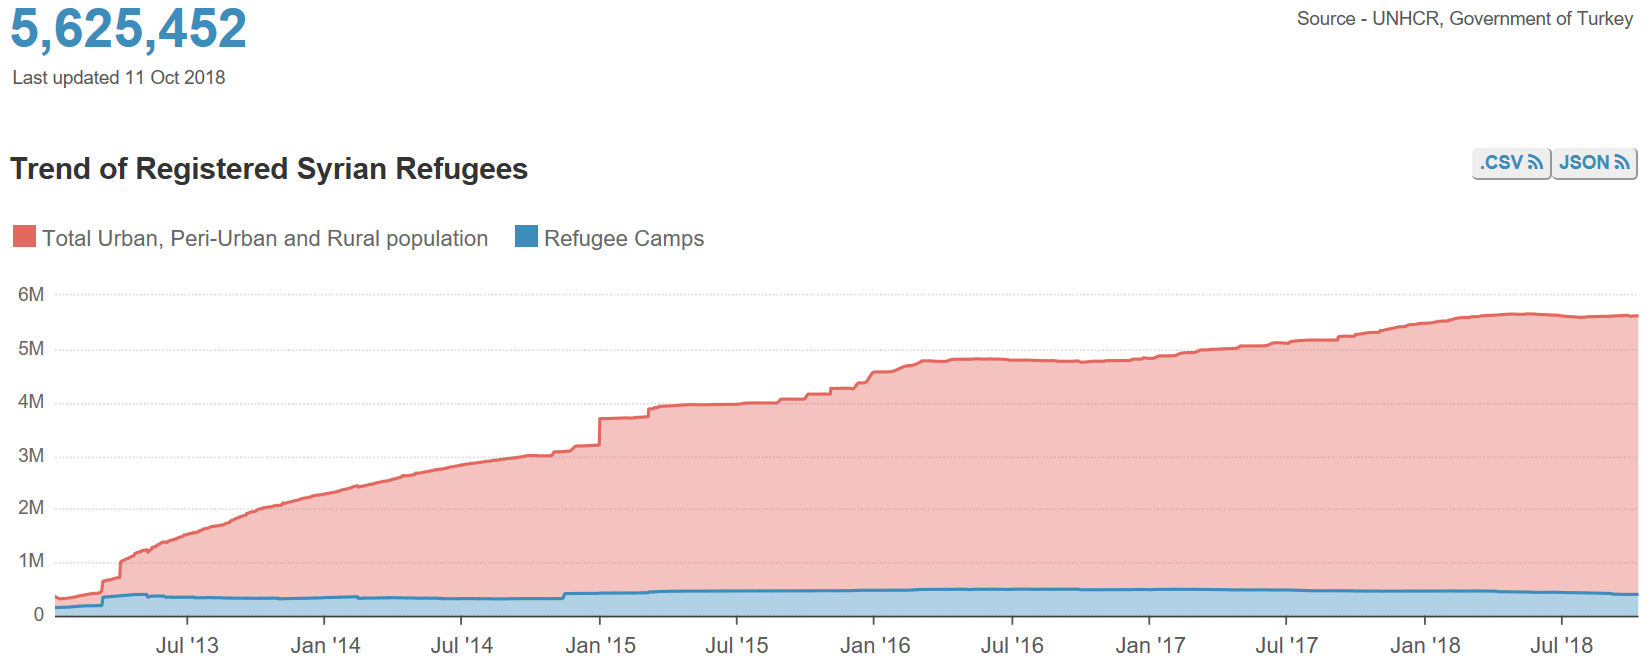 5,625,452
Source - UNHCR, Government of Turkey
Last updated 11 Oct 2018
Trend of Registered Syrian Refugees
.CSV JSON
Total Urban, Peri-Urban and Rural population Refugee Camps
6M
5M
4M
3M
2M
1M
0
Jul '13 Jan '14 Jul '14 Jan '15 Jul '15 Jan '16 Jul '16 Jan '17 Jul '17 Jan '18 Jul '18